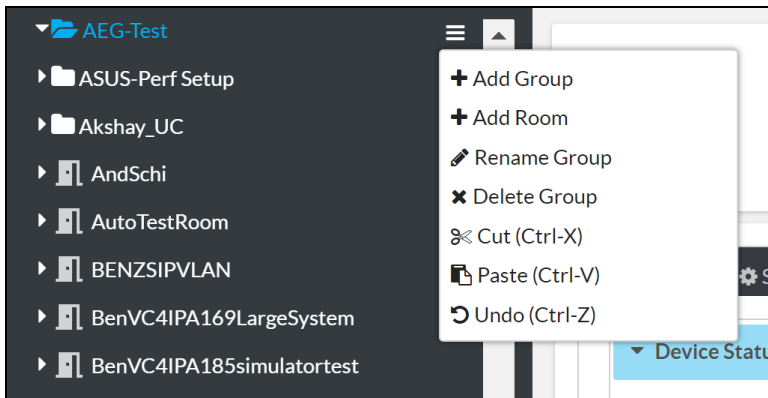 AEG-Test
ASUS-Perf Setup
Akshay_UC
AndSchi
AutoTestRoom
BENZSIPVLAN
BenVC4IPA169LargeSystem
BenVC4IPA185simulatortest
Add Group
Add Room
Rename Group
Delete Group
Cut (Ctrl-X)
Paste (Ctrl-V)
Undo (Ctrl-Z)
S
Device Statu